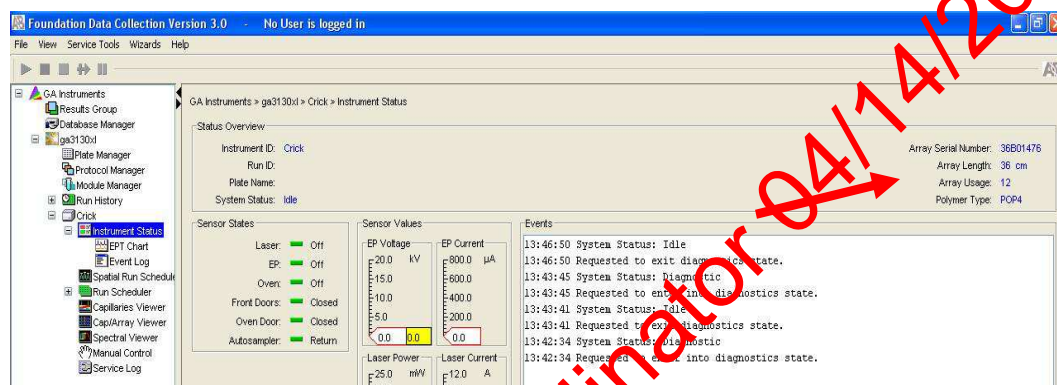 Foundation Data Collection Version 3.0 - No User is logged in
File View Service Tools Wizards Help
GA Instruments
Results Group
Database Manager
ga3130xl
Plate Manager
Protocol Manager
Module Manager
Run History
Crick
Instrument Status
EPT Chart
Event Log
Spatial Run Schedule
Run Scheduler
Capillaries Viewer
Cap/Array Viewer
Spectral Viewer
Manual Control
Service Log
GA Instruments > ga3130xl > Crick > Instrument Status
Status Overview
Instrument ID: Crick
Run ID:
Plate Name:
System Status: Idle
Array Serial Number: 36B01476
Array Length: 36 cm
Array Usage: 12
Polymer Type: POP4
Sensor States
Laser: Off
EP: Off
Oven: Off
Front Doors: Closed
Oven Door: Closed
Autosampler: Return
Sensor Values
EP Voltage
20.0 kV
15.0
10.0
5.0
0.0 0.0
EP Current
800.0 µA
600.0
400.0
200.0
0.0
Laser Power
25.0 mW
Laser Current
12.0 A
Events
13:46:50 System Status: Idle
13:46:50 Requested to exit diagnostics state.
13:43:45 System Status: Diagnostic
13:43:45 Requested to enter into diagnostics state.
13:43:41 System Status: Idle
13:43:41 Requested to exit diagnostics state.
13:42:34 System Status: Diagnostic
13:42:34 Requested to enter into diagnostics state.
inator 04/14/20